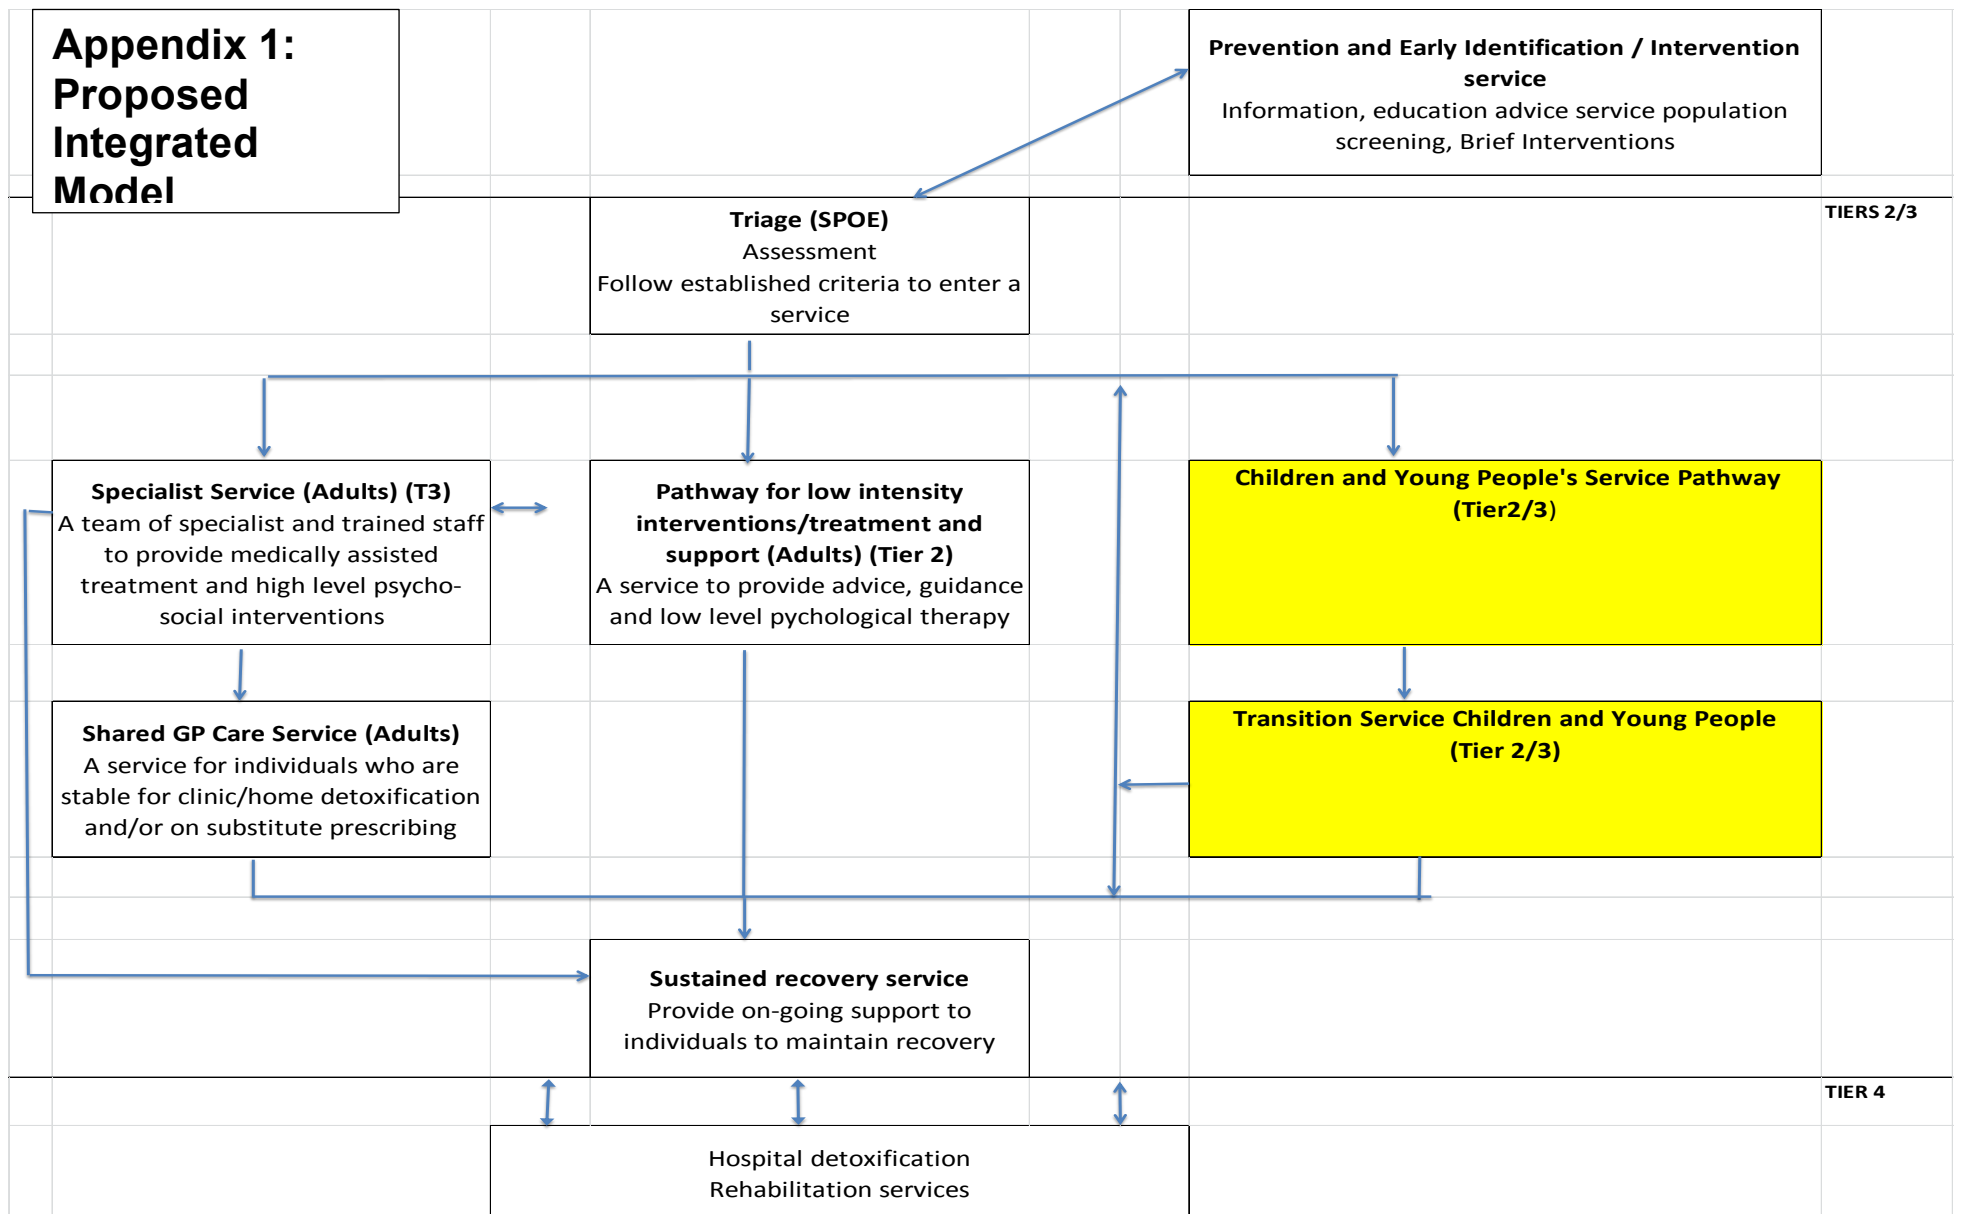 Appendix 1:
Proposed
Integrated
Model
Prevention and Early Identification / Intervention
service
Information, education advice service population
screening, Brief Interventions
TIERS 2/3
Triage (SPOE)
Assessment
Follow established criteria to enter a
service
Specialist Service (Adults) (T3)
A team of specialist and trained staff
to provide medically assisted
treatment and high level psycho-
social interventions
Pathway for low intensity
interventions/treatment and
support (Adults) (Tier 2)
A service to provide advice, guidance
and low level pychological therapy
Children and Young People's Service Pathway
(Tier2/3)
Shared GP Care Service (Adults)
A service for individuals who are
stable for clinic/home detoxification
and/or on substitute prescribing
Transition Service Children and Young People
(Tier 2/3)
Sustained recovery service
Provide on-going support to
individuals to maintain recovery
TIER 4
Hospital detoxification
Rehabilitation services